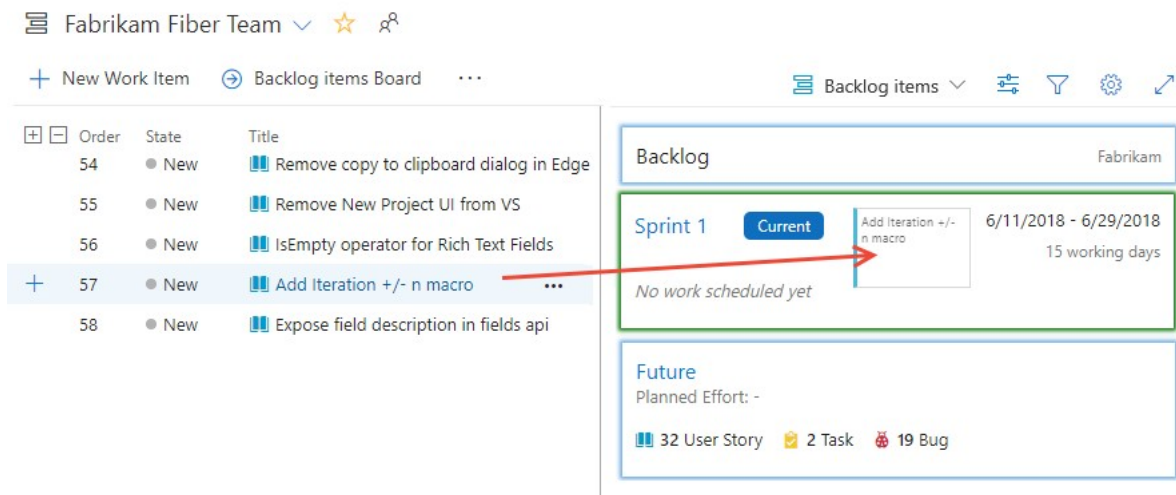 Fabrikam Fiber Team
New Work Item Backlog items Board ...
Order State Title
54 New Remove copy to clipboard dialog in Edge
55 New Remove New Project UI from VS
56 New IsEmpty operator for Rich Text Fields
57 New Add Iteration +/- n macro ...
58 New Expose field description in fields api
Backlog items
Backlog Fabrikam
Sprint 1 Current 6/11/2018 - 6/29/2018
15 working days
Add Iteration +/-
n macro
No work scheduled yet
Future
Planned Effort: -
32 User Story 2 Task 19 Bug